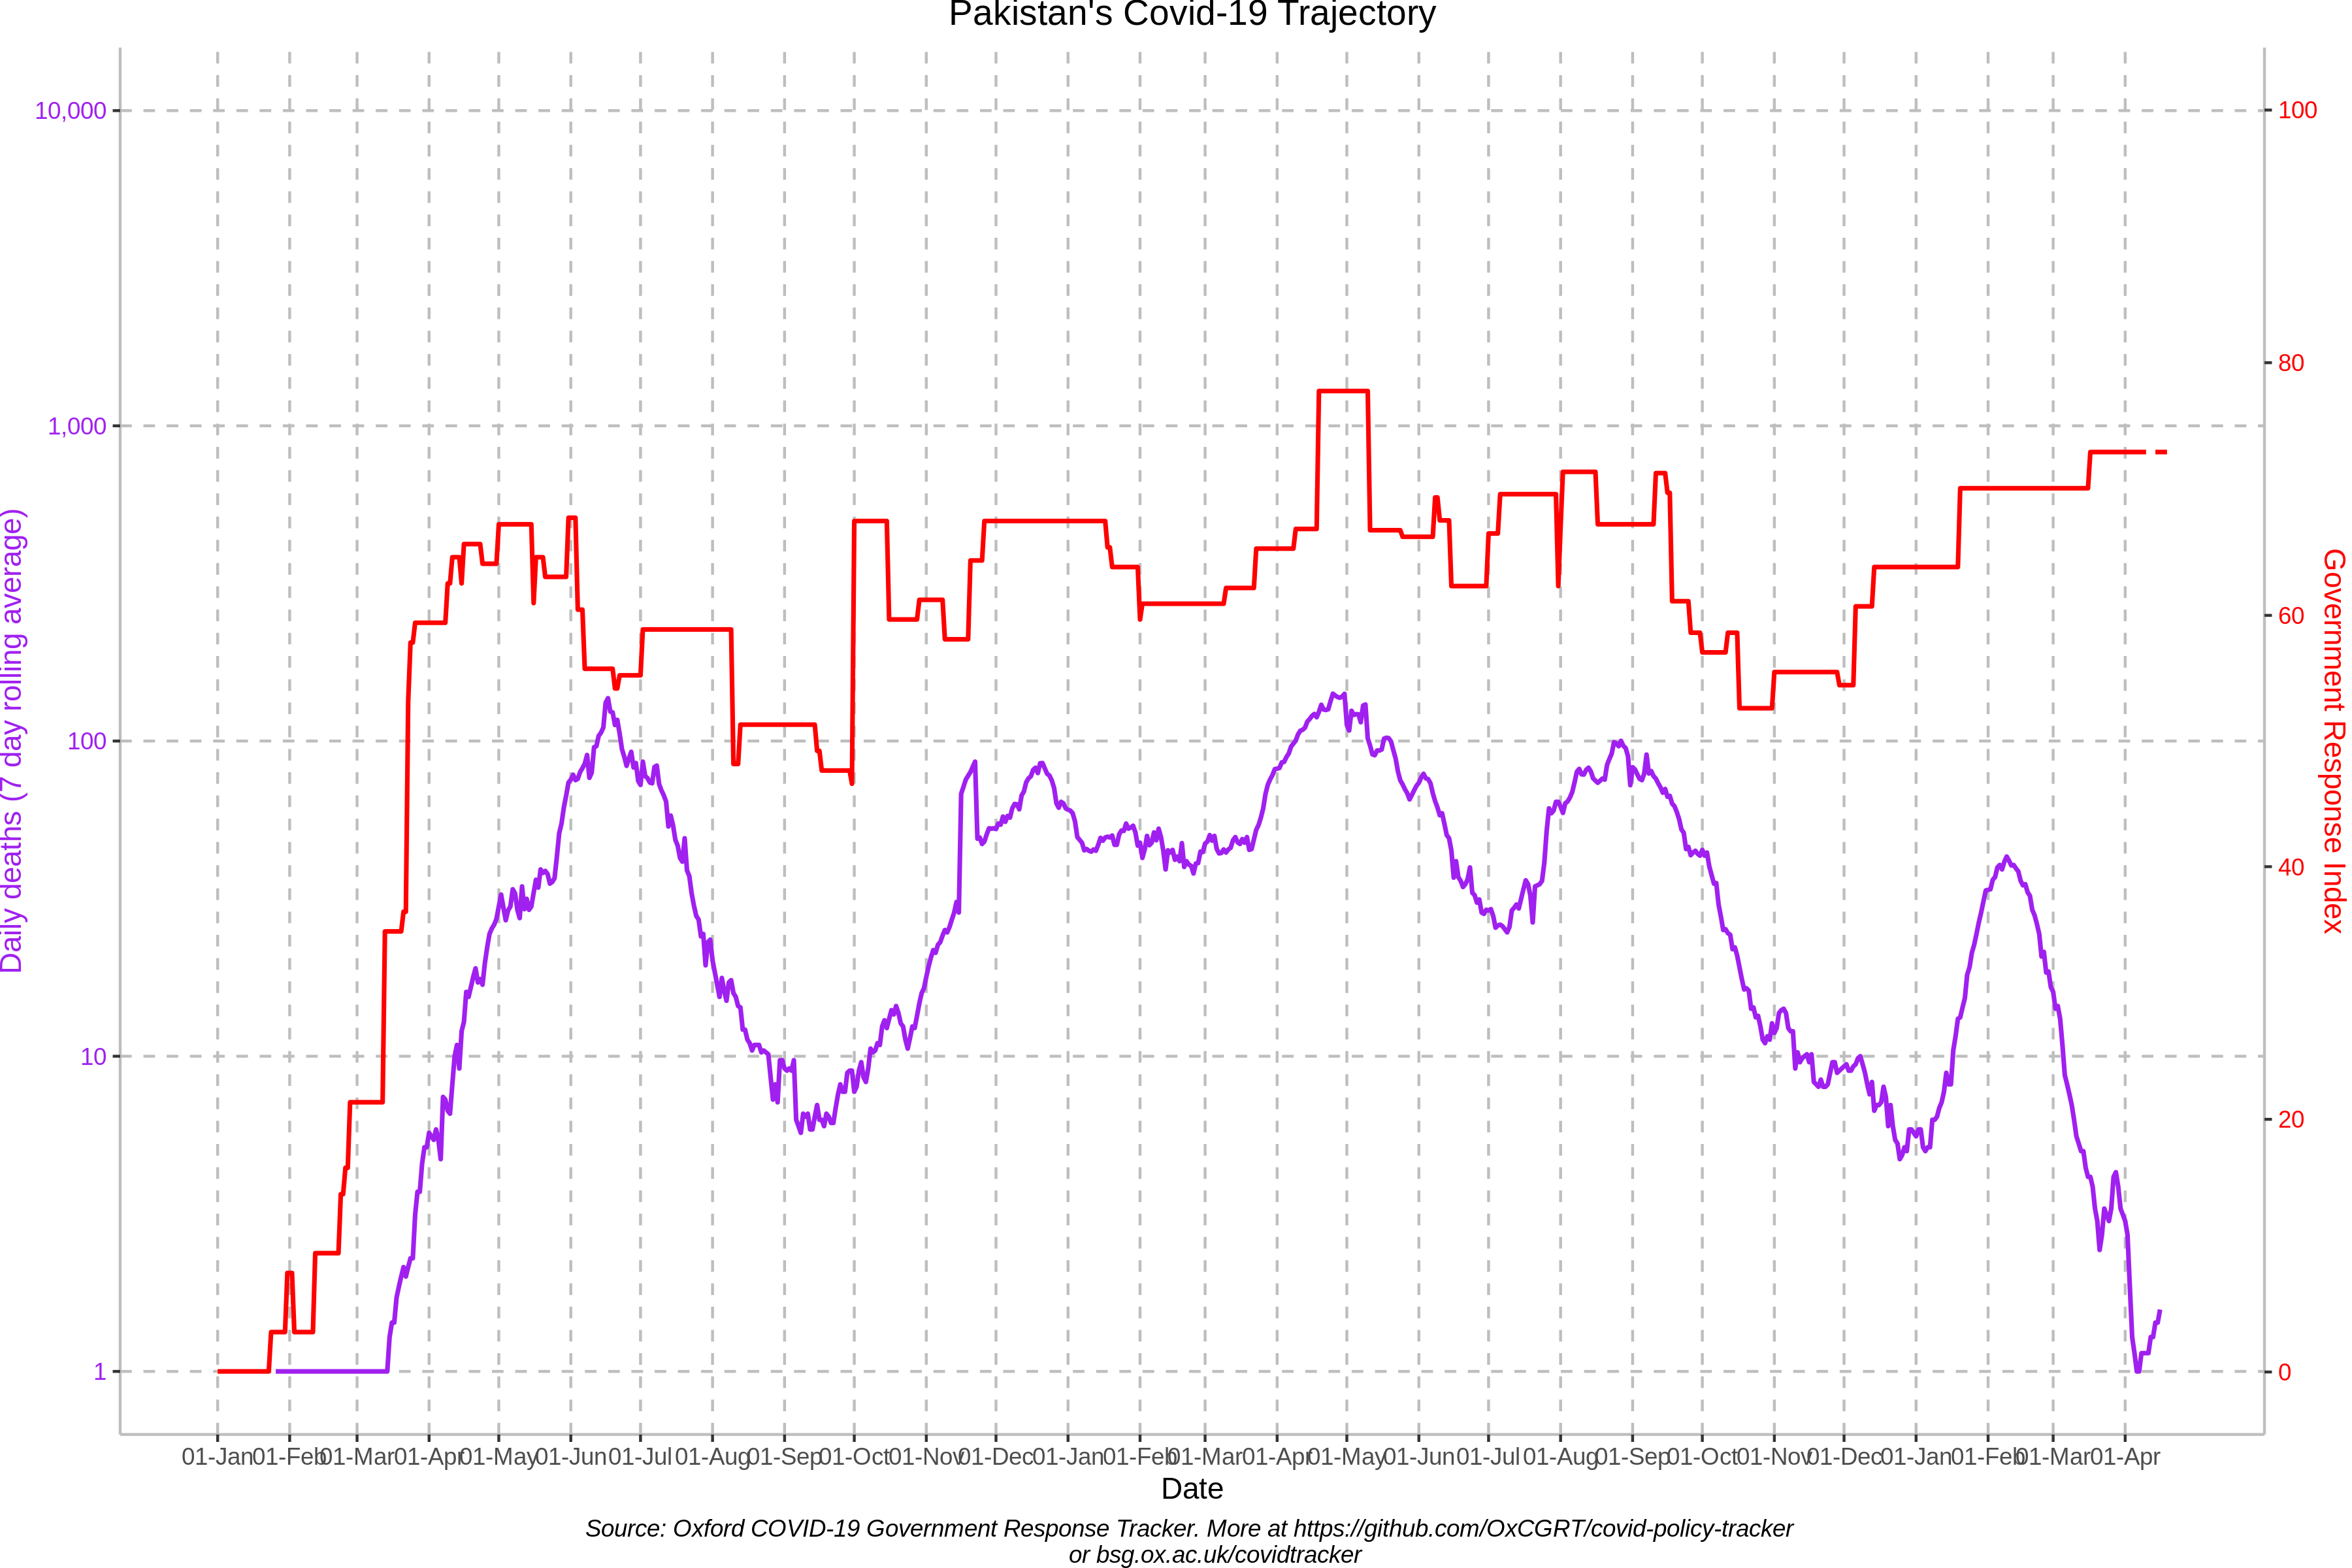 Pakistan's Covid-19 Trajectory
10,000
1,000
100
10
1
Daily deaths (7 day rolling average)
100
80
60
40
20
0
Government Response Index
01-Jan 01-Feb 01-Mar 01-Apr 01-May 01-Jun 01-Jul 01-Aug 01-Sep 01-Oct 01-Nov 01-Dec 01-Jan 01-Feb 01-Mar 01-Apr 01-May 01-Jun 01-Jul 01-Aug 01-Sep 01-Oct 01-Nov 01-Dec 01-Jan 01-Feb 01-Mar 01-Apr
Date
Source: Oxford COVID-19 Government Response Tracker. More at https://github.com/OxCGRT/covid-policy-tracker
or bsg.ox.ac.uk/covidtracker